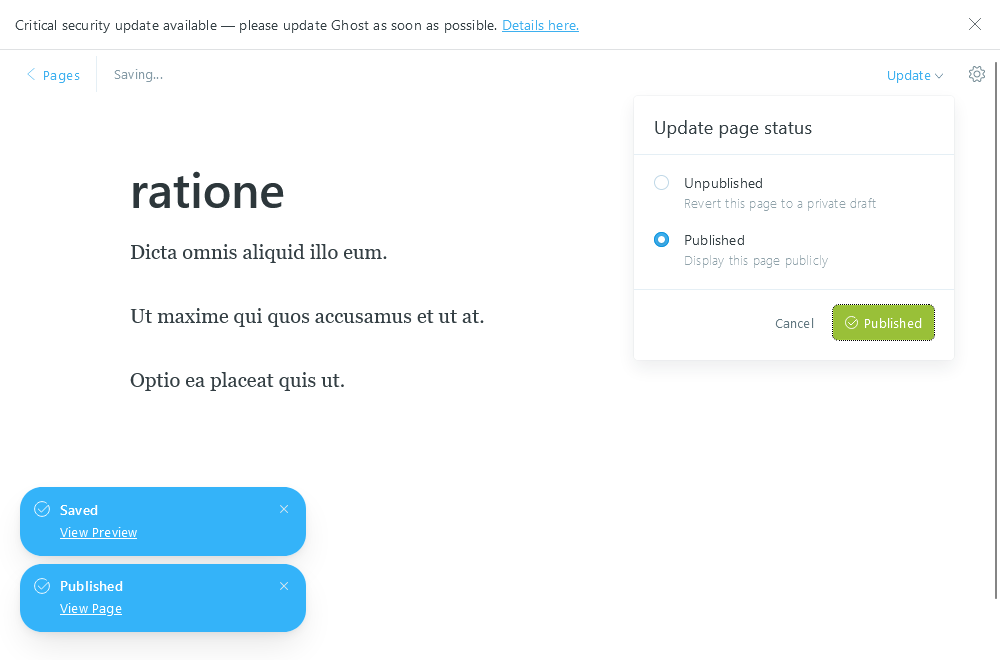 Critical security update available — please update Ghost as soon as possible. Details here.
Pages
Saving...
Update
Update page status
Unpublished
Revert this page to a private draft
Published
Display this page publicly
Cancel
Published
ratione
Dicta omnis aliquid illo eum.
Ut maxime qui quos accusamus et ut at.
Optio ea placeat quis ut.
Saved
View Preview
Published
View Page